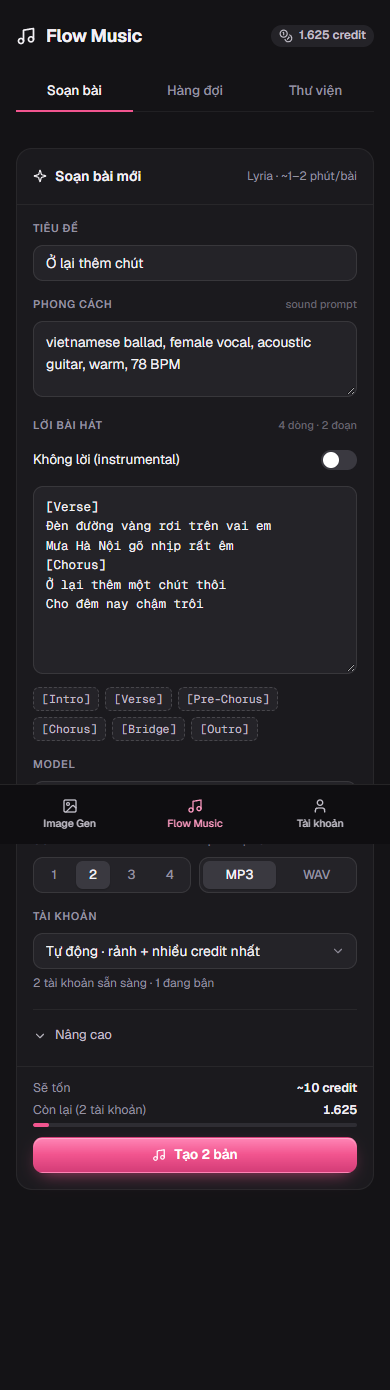 Flow Music
1.625 credit
Soạn bài
Hàng đợi
Thư viện
Soạn bài mới
Lyria · ~1–2 phút/bài
TIÊU ĐỀ
Ở lại thêm chút
PHONG CÁCH
sound prompt
vietnamese ballad, female vocal, acoustic
guitar, warm, 78 BPM
LỜI BÀI HÁT
4 dòng · 2 đoạn
Không lời (instrumental)
[Verse]
Đèn đường vàng rơi trên vai em
Mưa Hà Nội gõ nhịp rất êm
[Chorus]
Ở lại thêm một chút thôi
Cho đêm nay chậm trôi
[Intro]
[Verse]
[Pre-Chorus]
[Chorus]
[Bridge]
[Outro]
MODEL
Image Gen
Flow Music
Tài khoản
1
2
3
4
MP3
WAV
TÀI KHOẢN
Tự động · rảnh + nhiều credit nhất
2 tài khoản sẵn sàng · 1 đang bận
Nâng cao
Sẽ tốn
~10 credit
Còn lại (2 tài khoản)
1.625
Tạo 2 bản